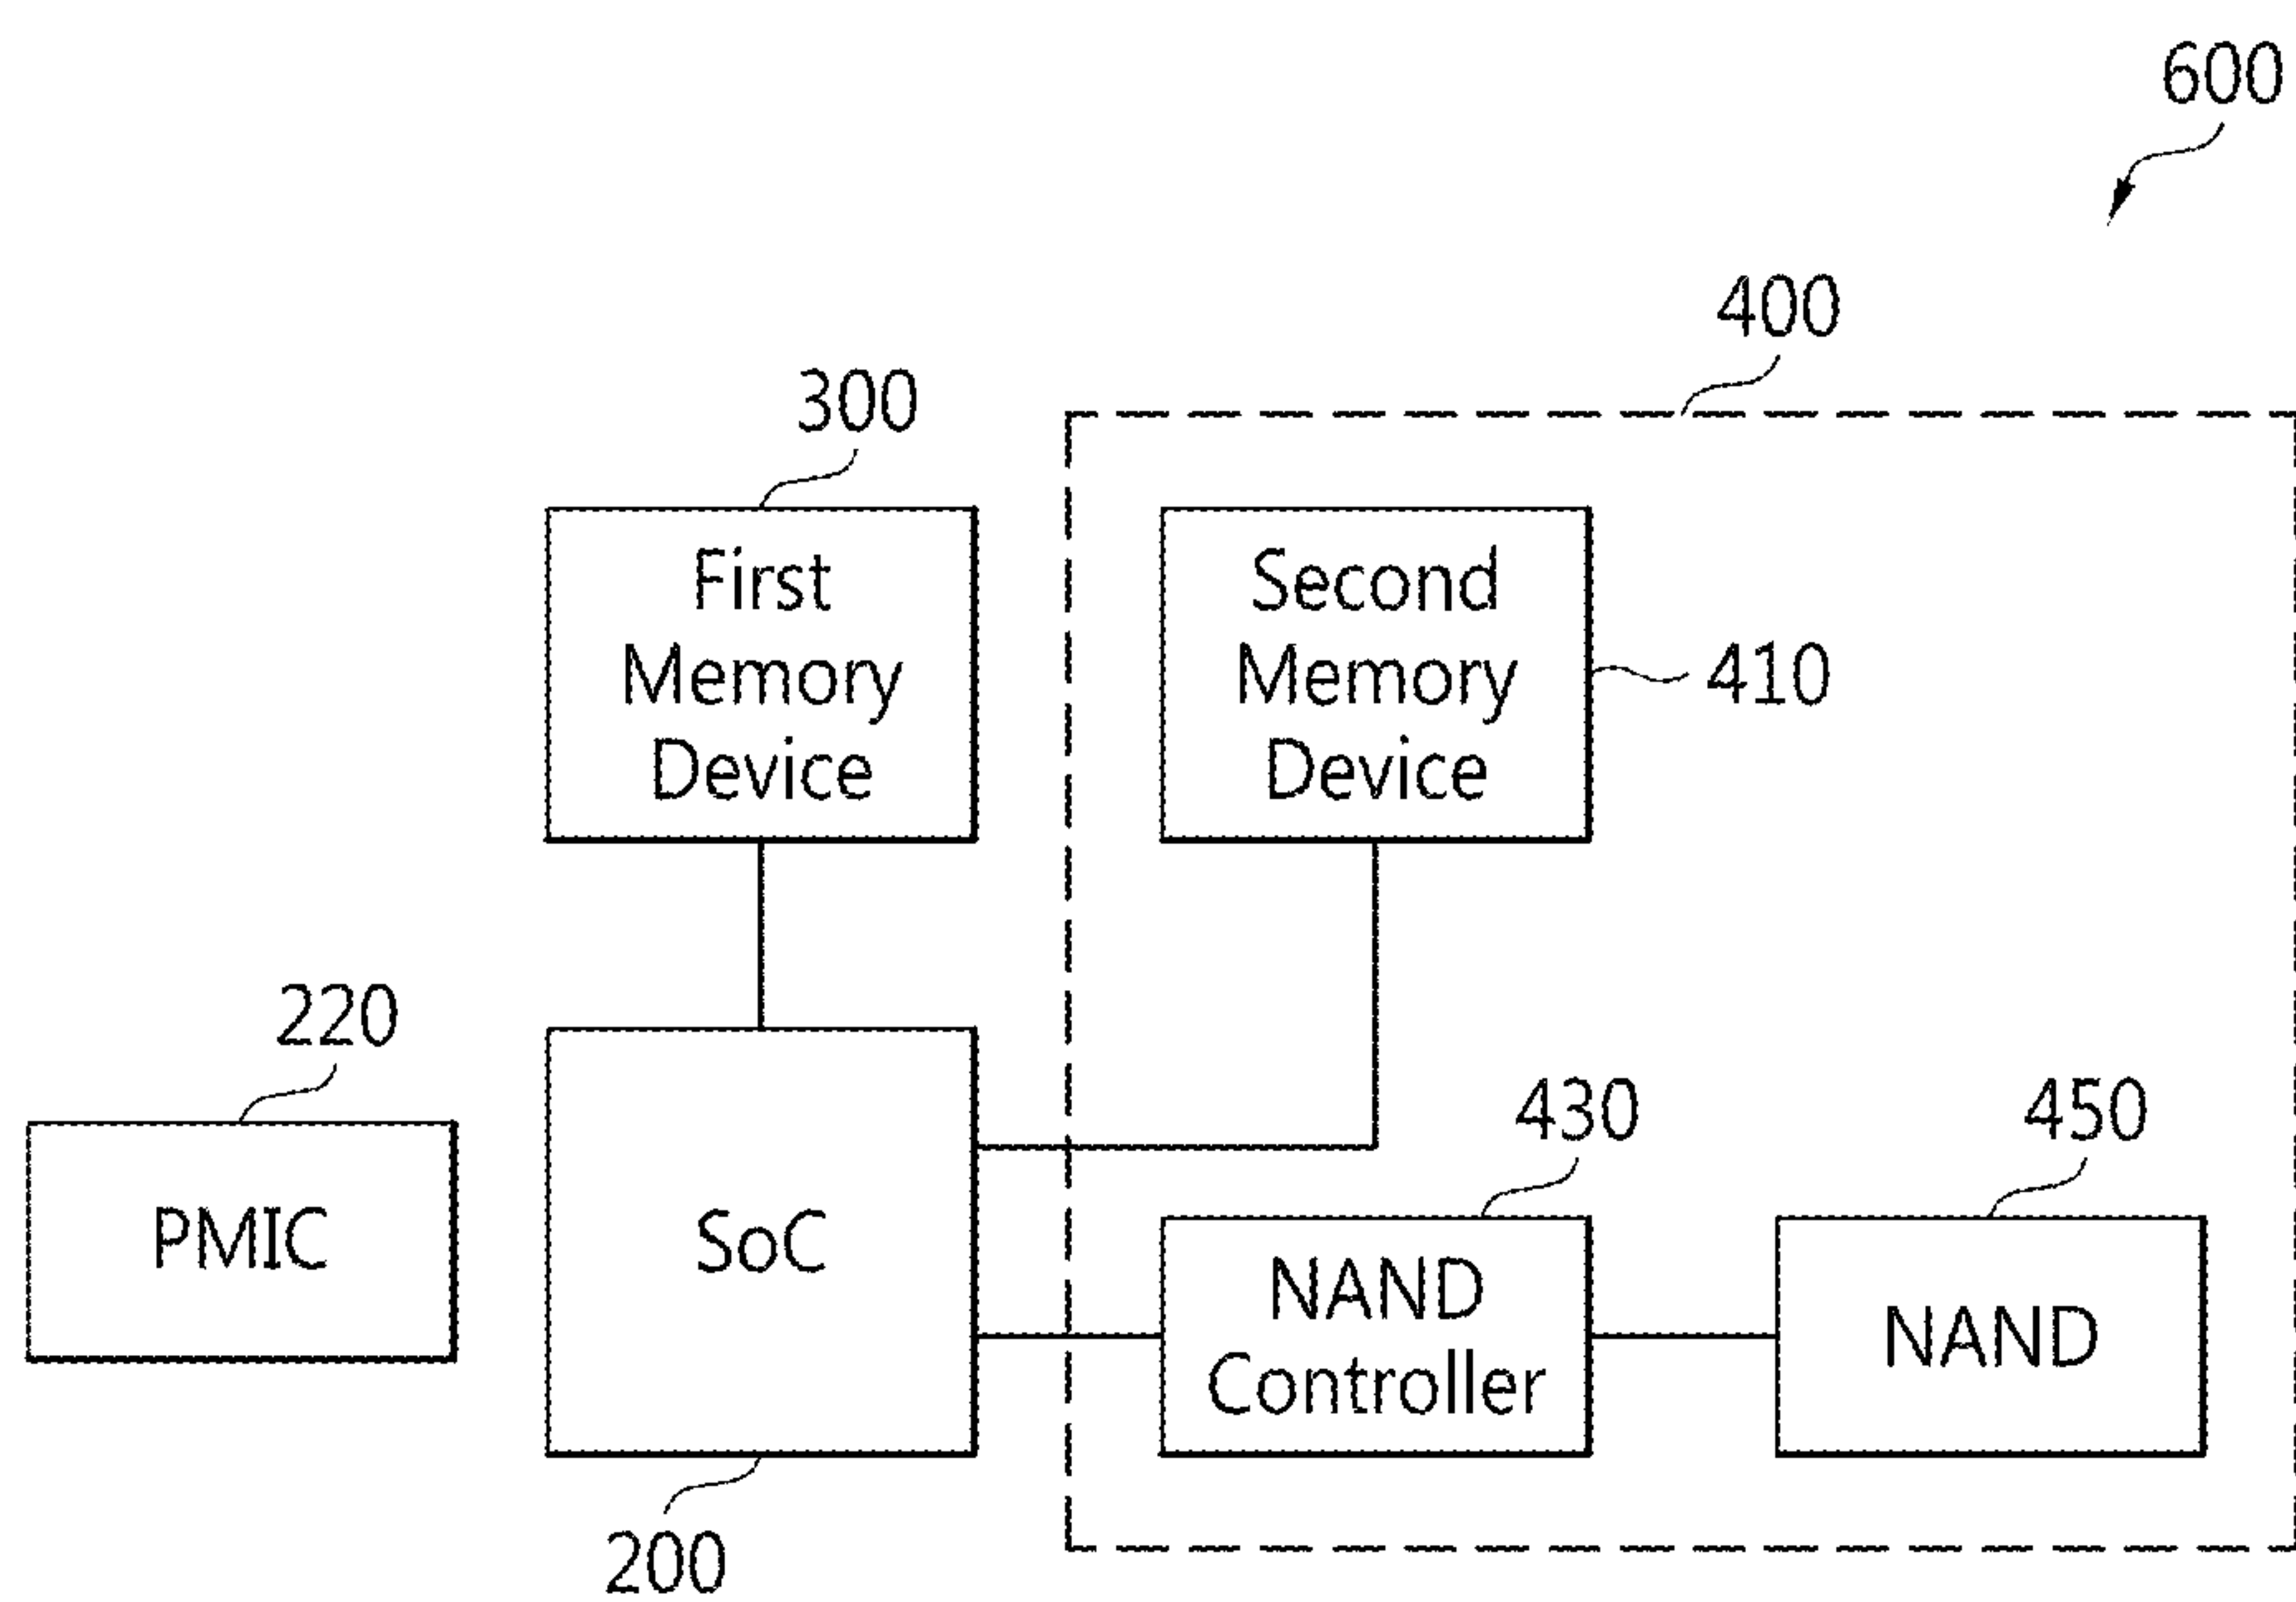 600
400
300
First
Memory
Device
Second
Memory
Device
410
220
430
450
PMIC
SoC
NAND
Controller
NAND
200